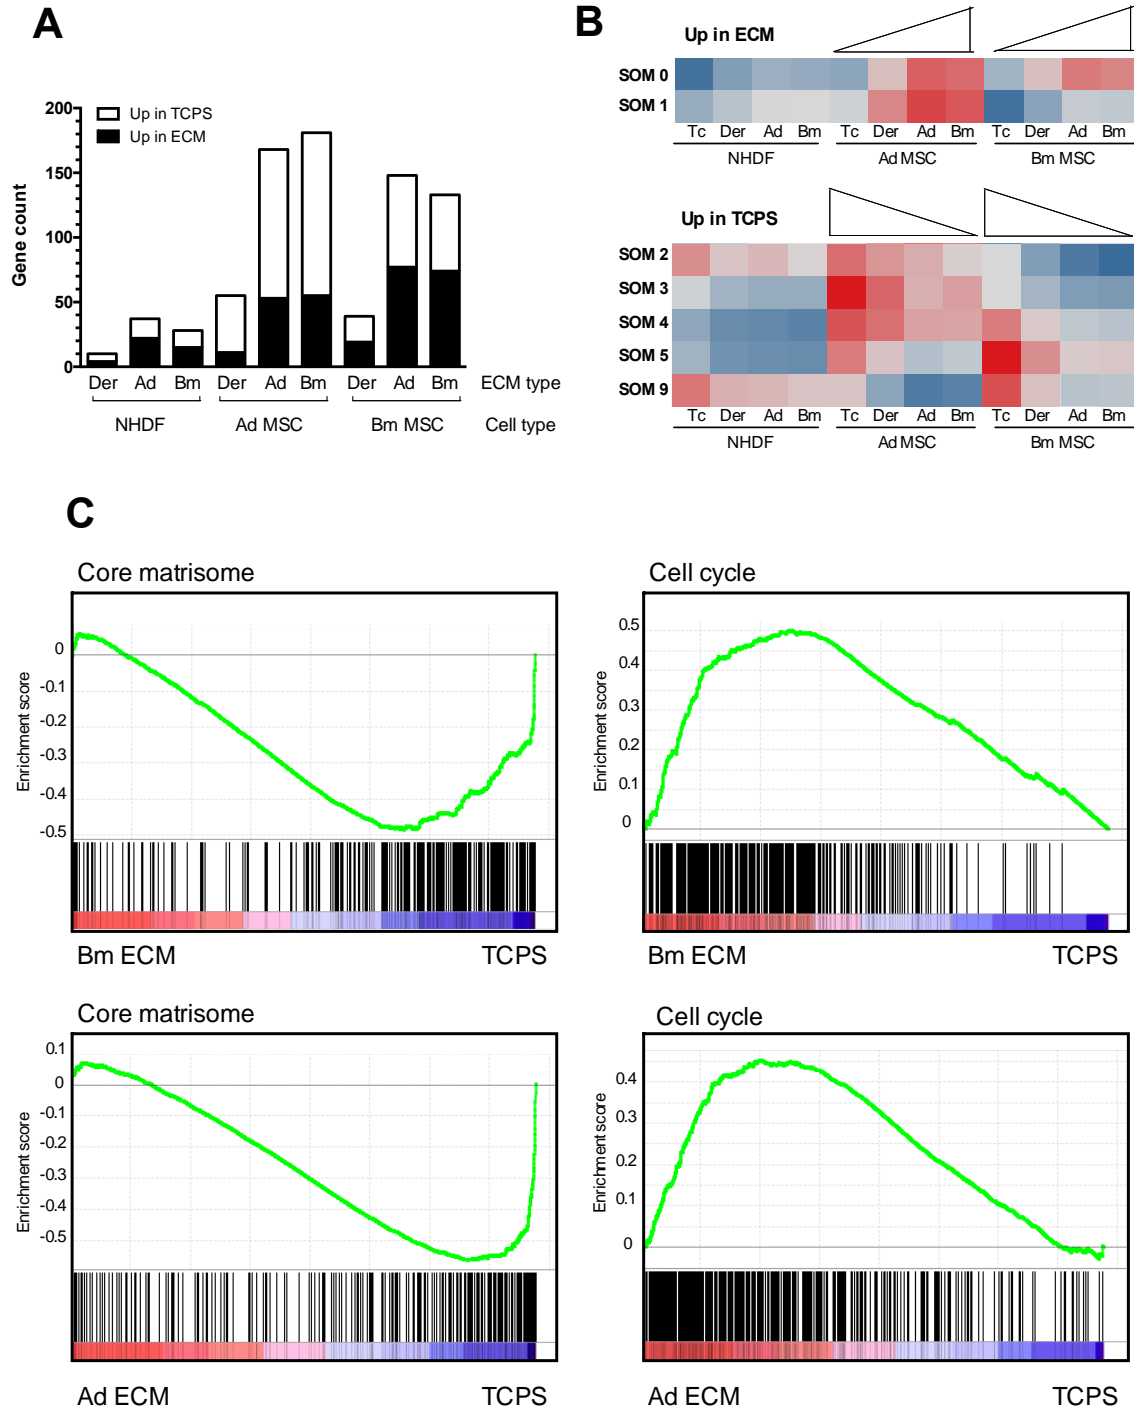 A
Up in TCPS
Up in ECM
200
150
100
50
0
Gene count
Der Ad Bm Der Ad Bm Der Ad Bm ECM type
NHDF Ad MSC Bm MSC Cell type
B
Up in ECM
SOM 0
SOM 1
Tc Der Ad Bm Tc Der Ad Bm Tc Der Ad Bm
NHDF Ad MSC Bm MSC
Up in TCPS
SOM 2
SOM 3
SOM 4
SOM 5
SOM 9
Tc Der Ad Bm Tc Der Ad Bm Tc Der Ad Bm
NHDF Ad MSC Bm MSC
C
Core matrisome
Enrichment score
0
-0.1
-0.2
-0.3
-0.4
-0.5
Bm ECM TCPS
Cell cycle
Enrichment score
0.5
0.4
0.3
0.2
0.1
0
Bm ECM TCPS
Core matrisome
Enrichment score
0.1
0
-0.1
-0.2
-0.3
-0.4
-0.5
Ad ECM TCPS
Cell cycle
Enrichment score
0.4
0.3
0.2
0.1
0
Ad ECM TCPS